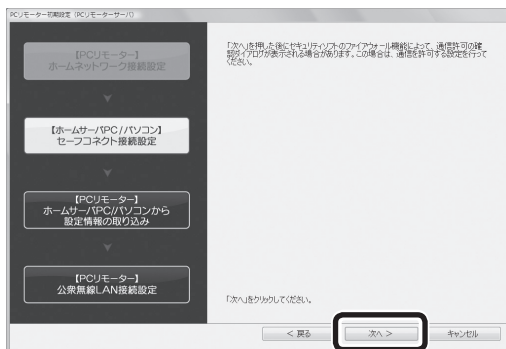 PCリモーター初期設定（PCリモーターサーバ）
【PCリモーター】
ホームネットワーク接続設定
【ホームサーバPC/パソコン】
セーフコネクト接続設定
【PCリモーター】
ホームサーバPC/パソコンから
設定情報の取り込み
【PCリモーター】
公衆無線LAN接続設定
「次へ」を押した後にセキュリティソフトのファイアウォール機能によって、通信許可の確
認ダイアログが表示される場合があります。この場合は、通信を許可する設定を行って
ください。
「次へ」をクリックしてください。
< 戻る
次へ >
キャンセル